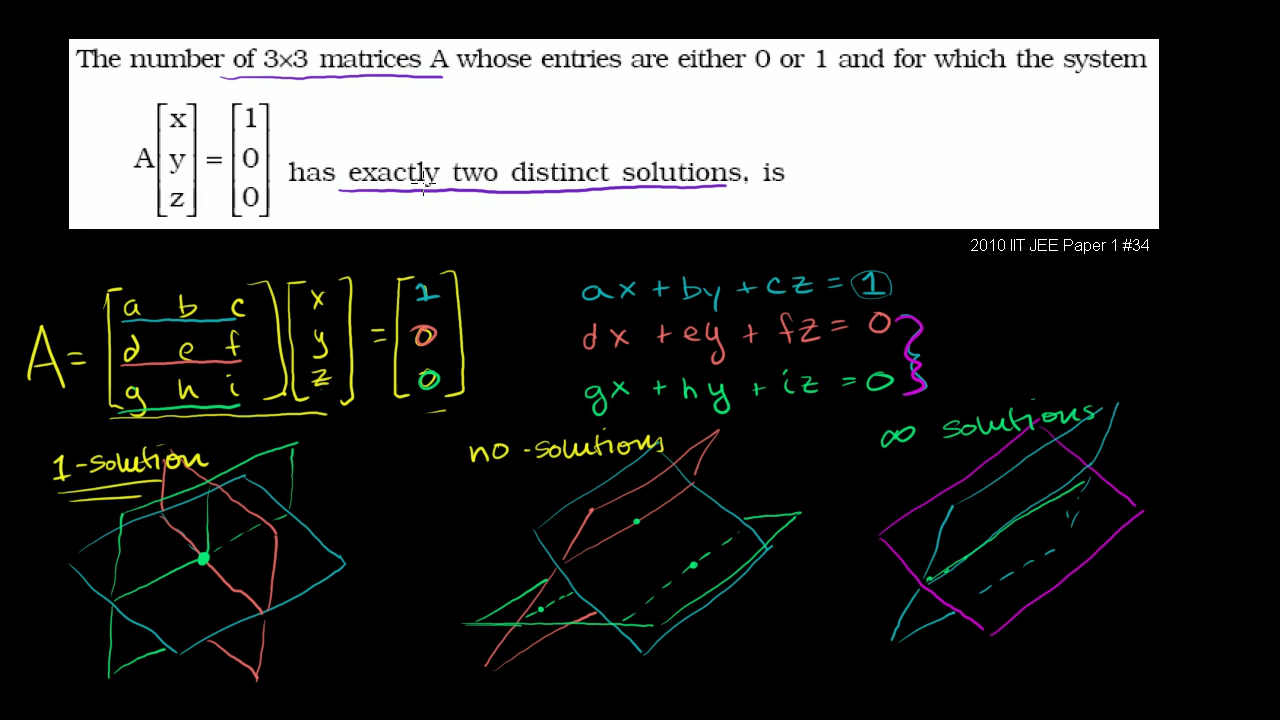 The number of 3×3 matrices A whose entries are either 0 or 1 and for which the system
A [x y z] = [1 0 0] has exactly two distinct solutions, is
2010 IIT JEE Paper 1 #34
A = [a b c d e f g h i] [x y z] = [1 0 0]
ax + by + cz = 1
dx + ey + fz = 0
gx + hy + iz = 0
1-solution
no-solutions
∞ solutions